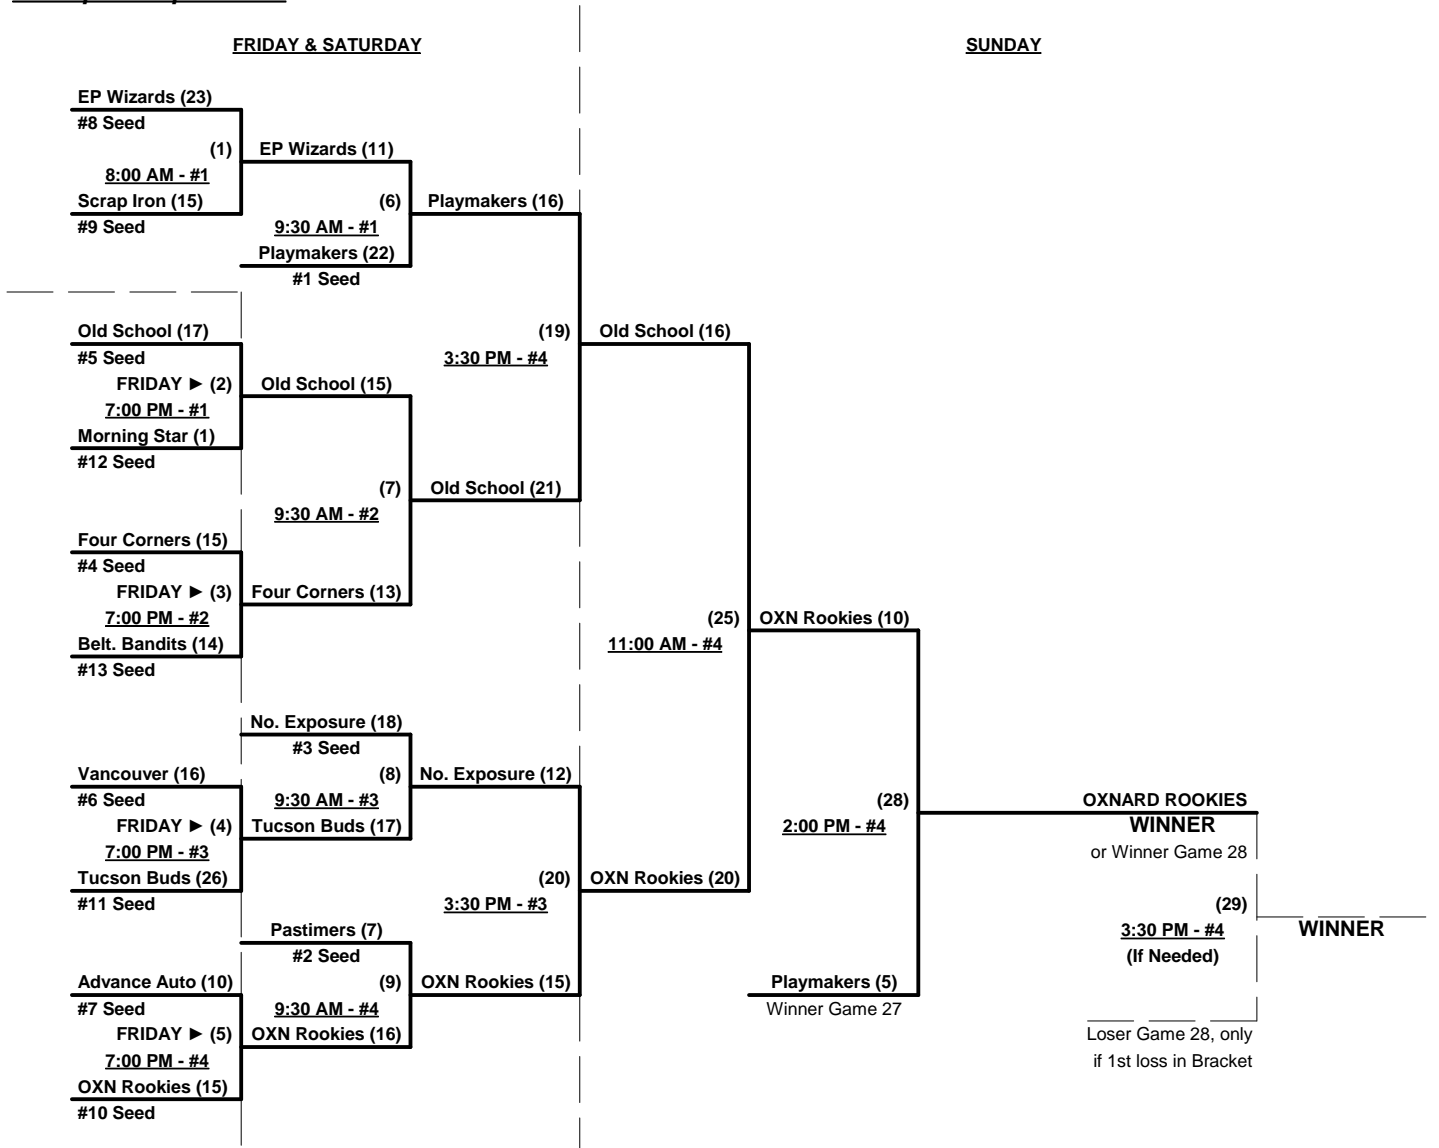 FRIDAY & SATURDAY
SUNDAY
EP Wizards (23)
#8 Seed
(1)
8:00 AM - #1
Scrap Iron (15)
#9 Seed
EP Wizards (11)
(6)
9:30 AM - #1
Playmakers (22)
#1 Seed
Playmakers (16)
Old School (17)
#5 Seed
FRIDAY ► (2)
7:00 PM - #1
Morning Star (1)
#12 Seed
Old School (15)
(7)
9:30 AM - #2
Old School (21)
(19)
3:30 PM - #4
Old School (16)
Four Corners (15)
#4 Seed
FRIDAY ► (3)
7:00 PM - #2
Belt. Bandits (14)
#13 Seed
Four Corners (13)
(25)
11:00 AM - #4
OXN Rookies (10)
No. Exposure (18)
#3 Seed
(8)
9:30 AM - #3
Tucson Buds (17)
No. Exposure (12)
Vancouver (16)
#6 Seed
FRIDAY ► (4)
7:00 PM - #3
Tucson Buds (26)
#11 Seed
(20)
3:30 PM - #3
OXN Rookies (20)
Pastimers (7)
#2 Seed
(9)
9:30 AM - #4
OXN Rookies (16)
OXN Rookies (15)
Advance Auto (10)
#7 Seed
FRIDAY ► (5)
7:00 PM - #4
OXN Rookies (15)
#10 Seed
(28)
2:00 PM - #4
Playmakers (5)
Winner Game 27
OXNARD ROOKIES
WINNER
or Winner Game 28
(29)
3:30 PM - #4
(If Needed)
WINNER
Loser Game 28, only
if 1st loss in Bracket